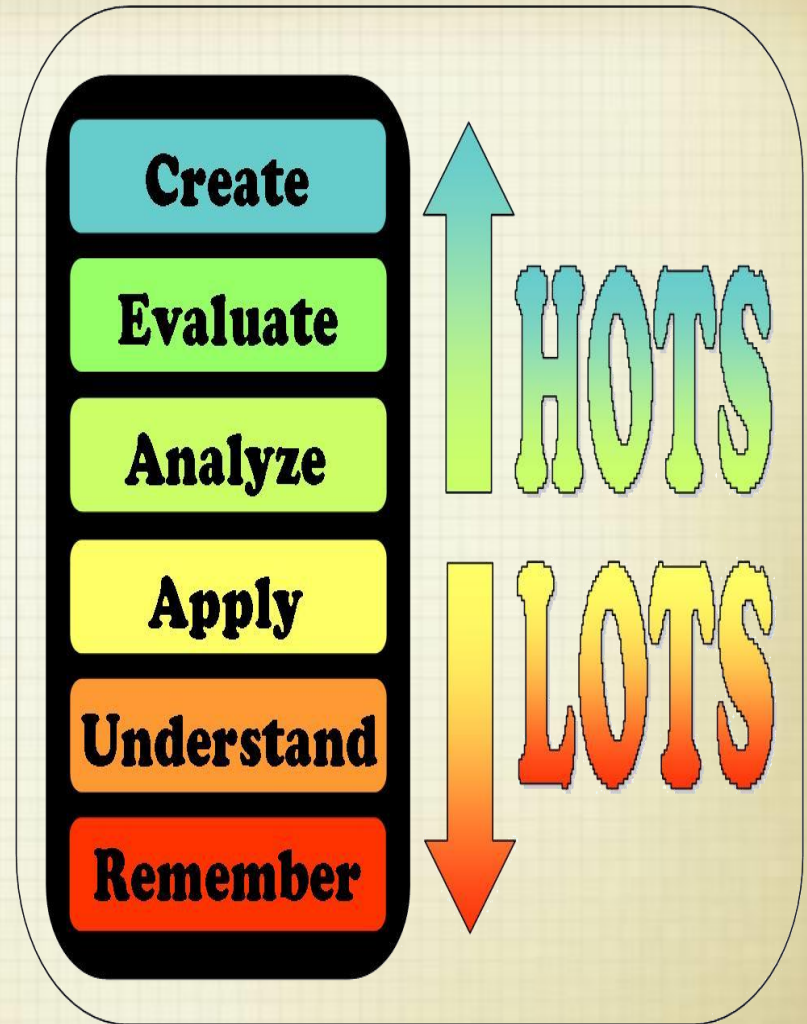 Create
Evaluate
Analyze
Apply
Understand
Remember
HOTS
LOTS